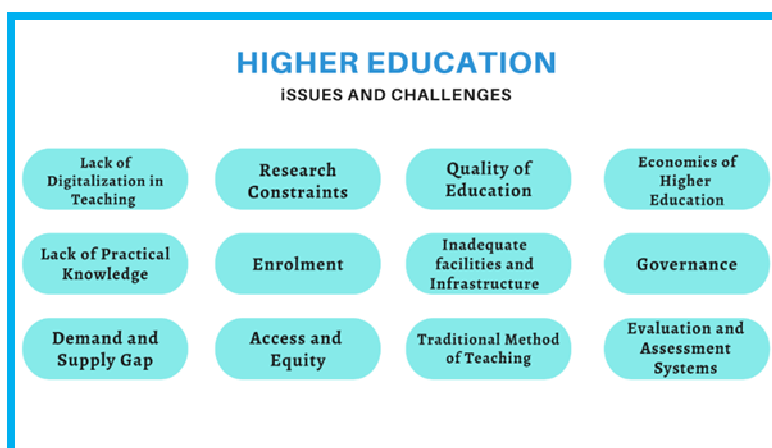 HIGHER EDUCATION
iSSUES AND CHALLENGES
Lack of
Digitalization in
Teaching
Research
Constraints
Quality of
Education
Economics of
Higher
Education
Lack of Practical
Knowledge
Enrolment
Inadequate
facilities and
Infrastructure
Governance
Demand and
Supply Gap
Access and
Equity
Traditional Method
of Teaching
Evaluation and
Assessment
Systems